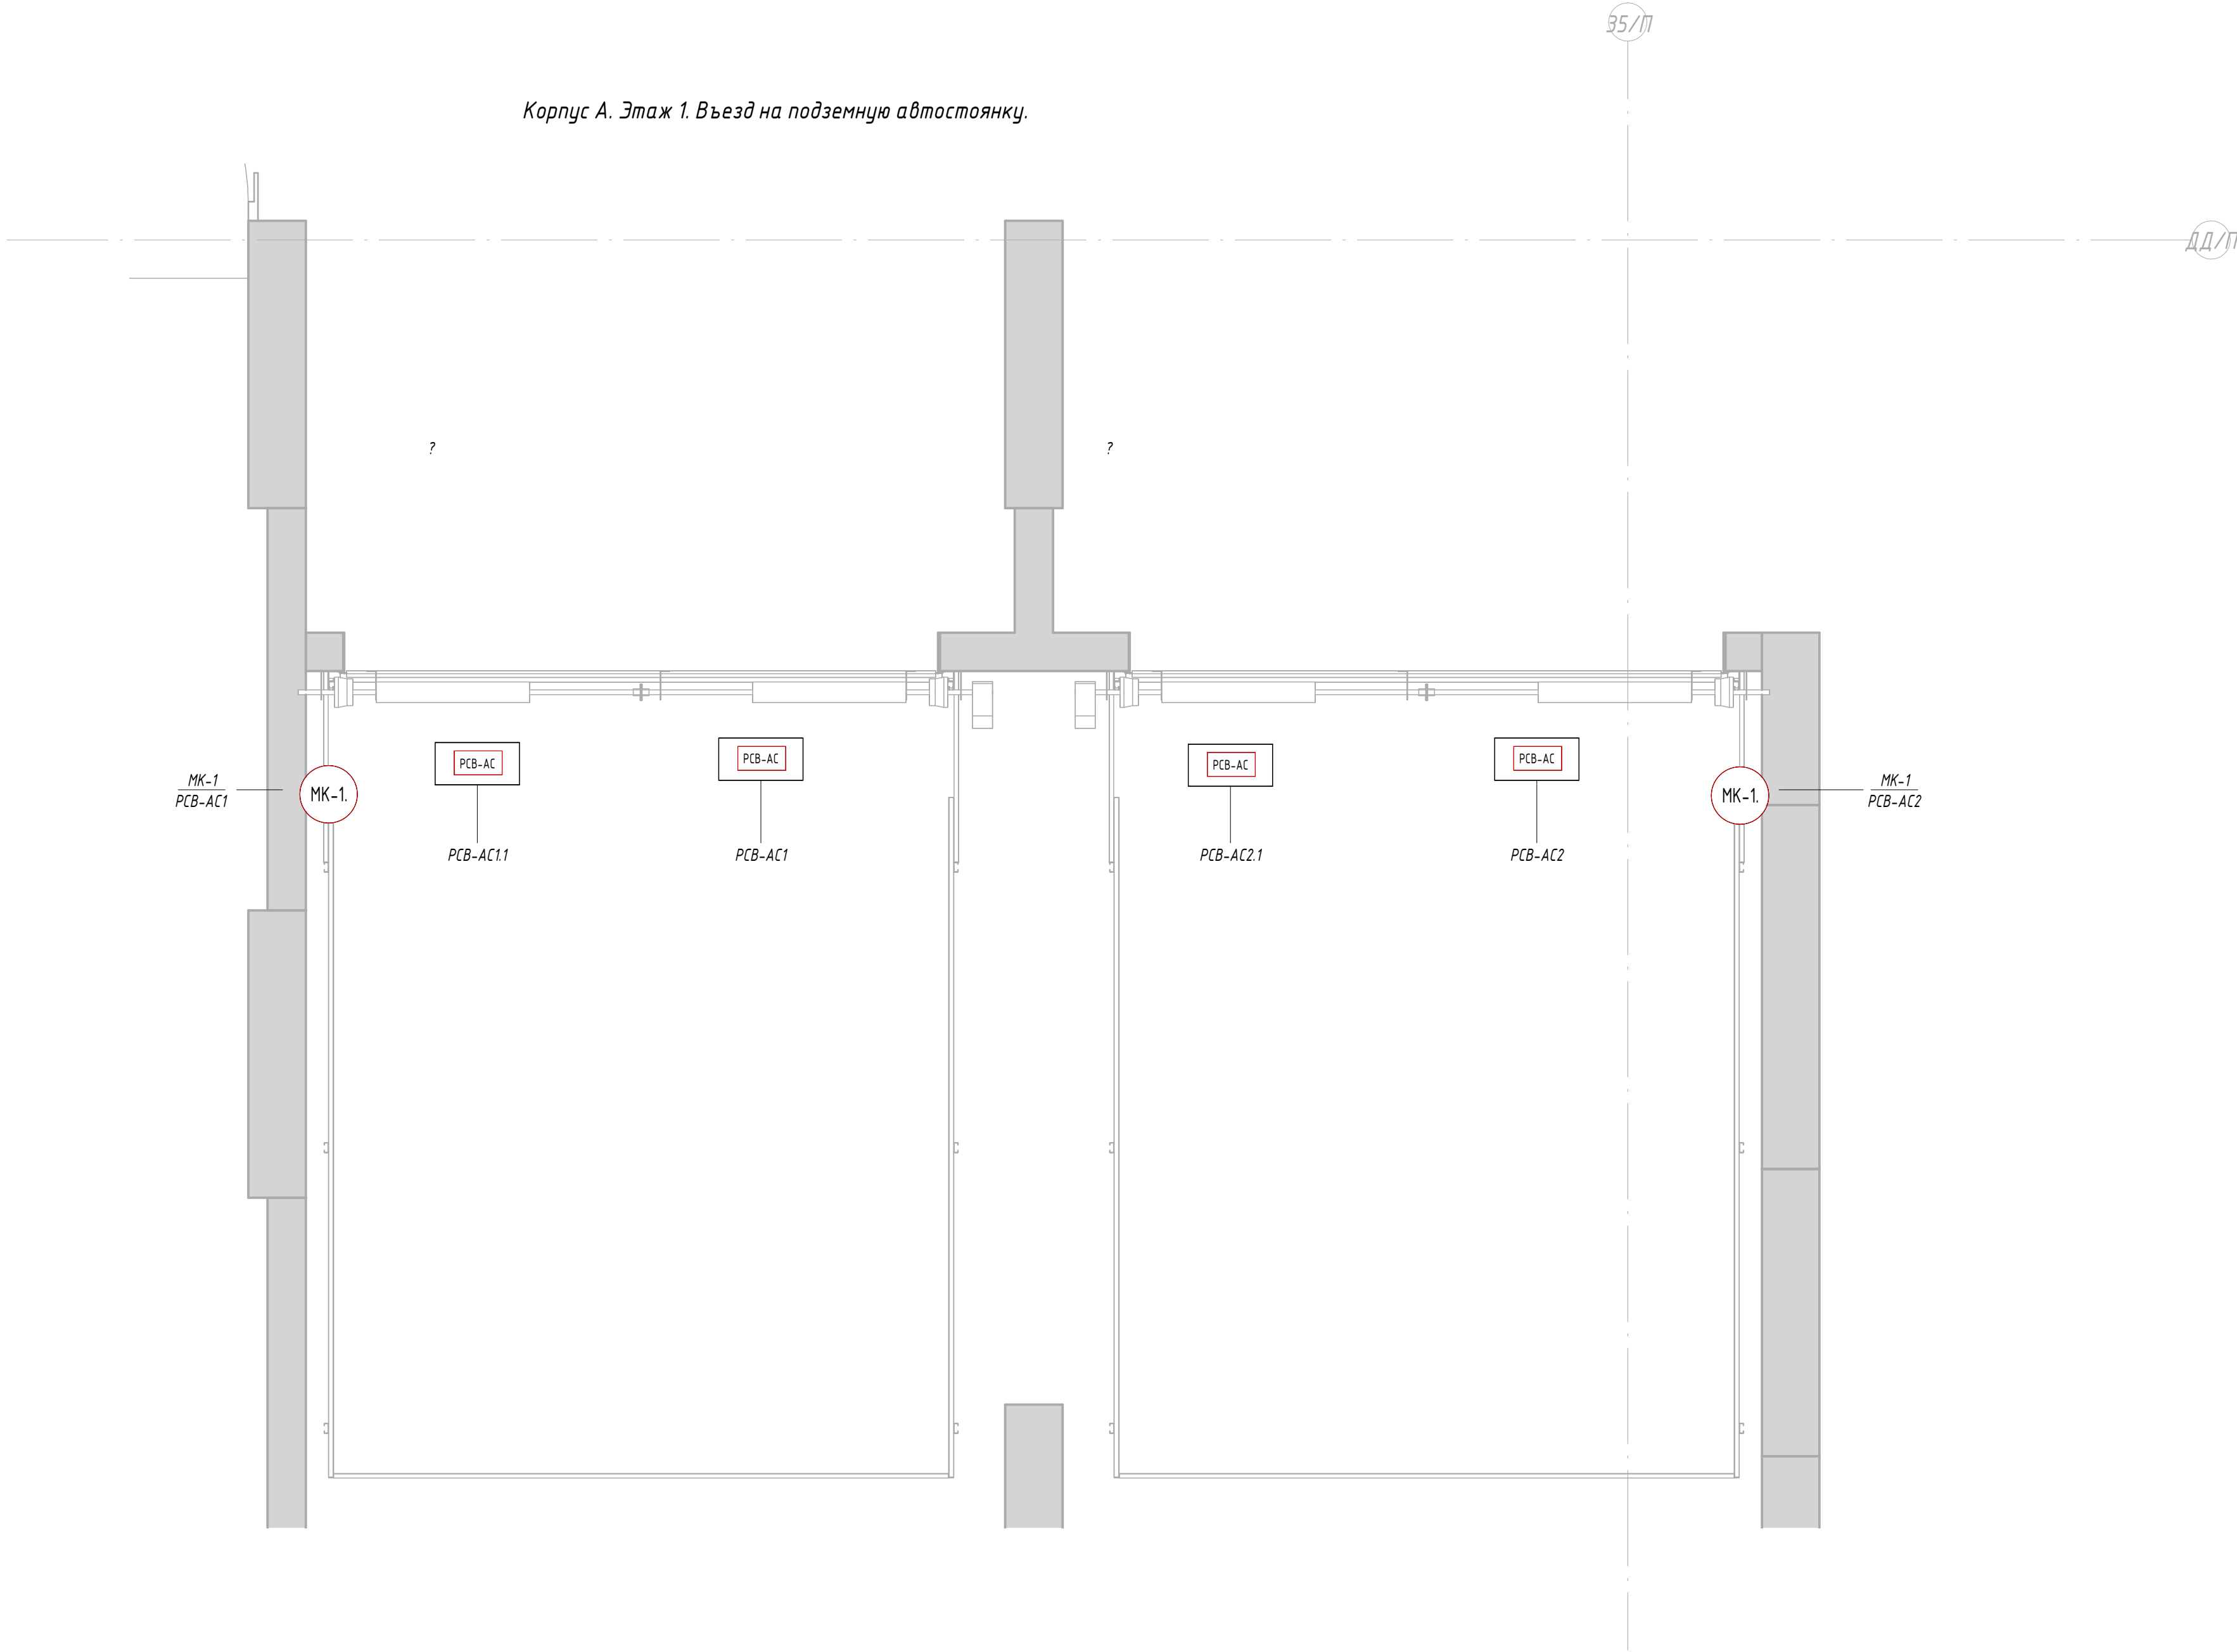 35/П
Корпус А. Этаж 1. Въезд на подземную автостоянку.
ДД/П
?
?
РСВ-АС
РСВ-АС
РСВ-АС
РСВ-АС
МК-1
РСВ-АС1
МК-1.
МК-1.
МК-1
РСВ-АС2
РСВ-АС1.1
РСВ-АС1
РСВ-АС2.1
РСВ-АС2